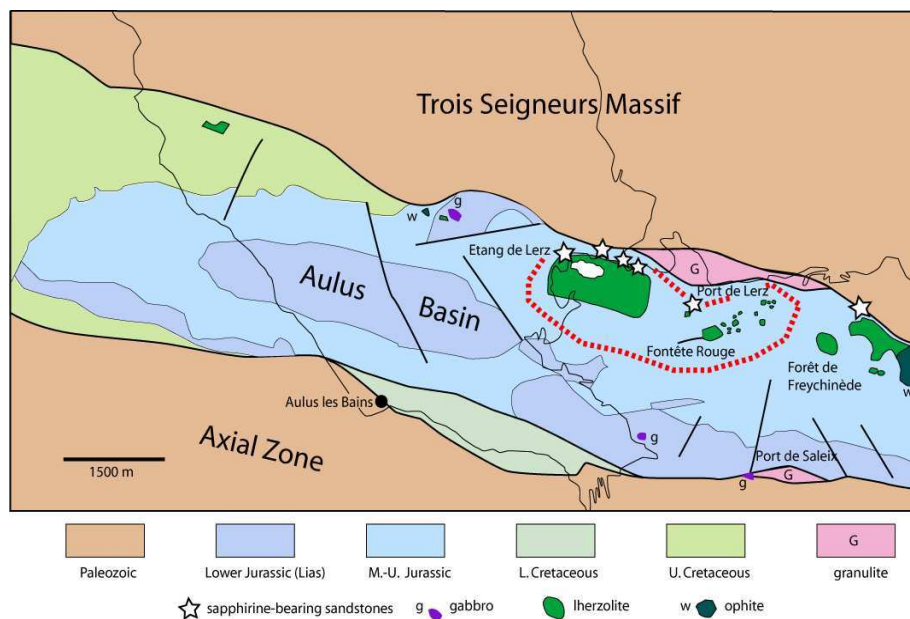 Trois Seigneurs Massif
g
w
Etang de Lerz
G
Aulus
Basin
Port de Lerz
Fontête Rouge
Forêt de
Freychinède
w
Aulus les Bains
Axial Zone
g
Port de Saleix
g
G
1500 m
G
Paleozoic
Lower Jurassic (Lias)
M.-U. Jurassic
L. Cretaceous
U. Cretaceous
granulite
sapphirine-bearing sandstones
g gabbro
lherzolite
w ophite